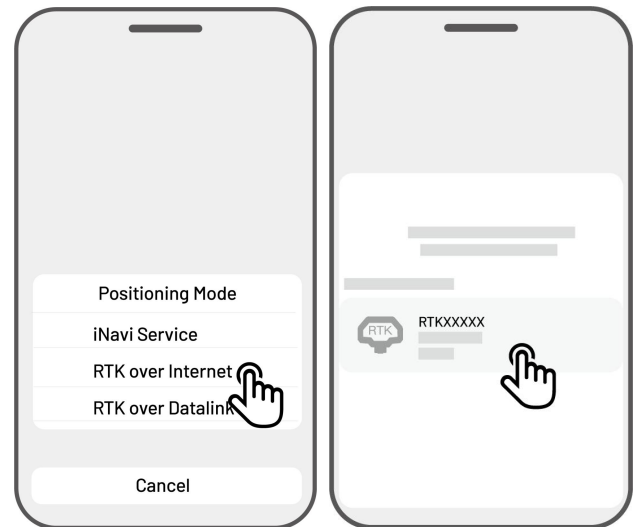 Positioning Mode
iNavi Service
RTK over Internet
RTK over Datalink
Cancel
RTK
RTKXXXXX